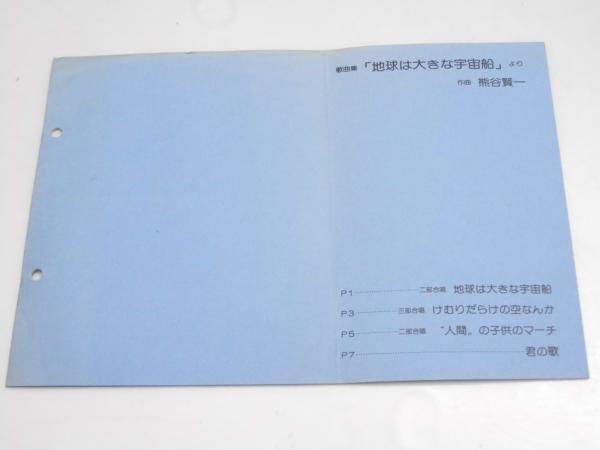 歌曲集 「地球は大きな宇宙船」 より
作曲 熊谷賢一
P1……………………二部合唱 地球は大きな宇宙船
P3……………三部合唱 けむりだらけの空なんか
P5……………二部合唱 〝人間〟の子供のマーチ
P7……………………………………………君の歌